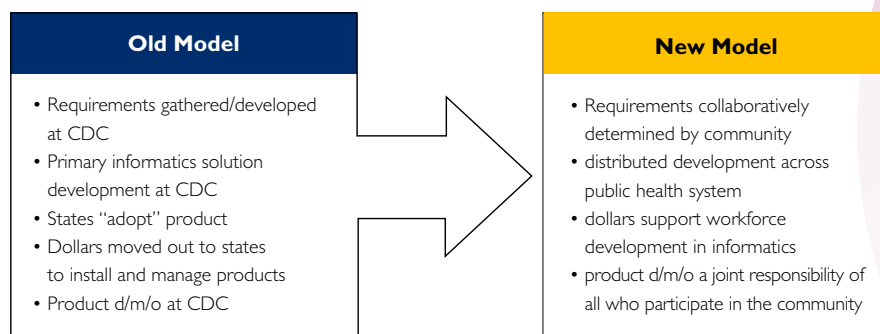 Old Model
• Requirements gathered/developed
at CDC
• Primary informatics solution
development at CDC
• States “adopt” product
• Dollars moved out to states
to install and manage products
• Product d/m/o at CDC
New Model
• Requirements collaboratively
determined by community
• distributed development across
public health system
• dollars support workforce
development in informatics
• product d/m/o a joint responsibility of
all who participate in the community